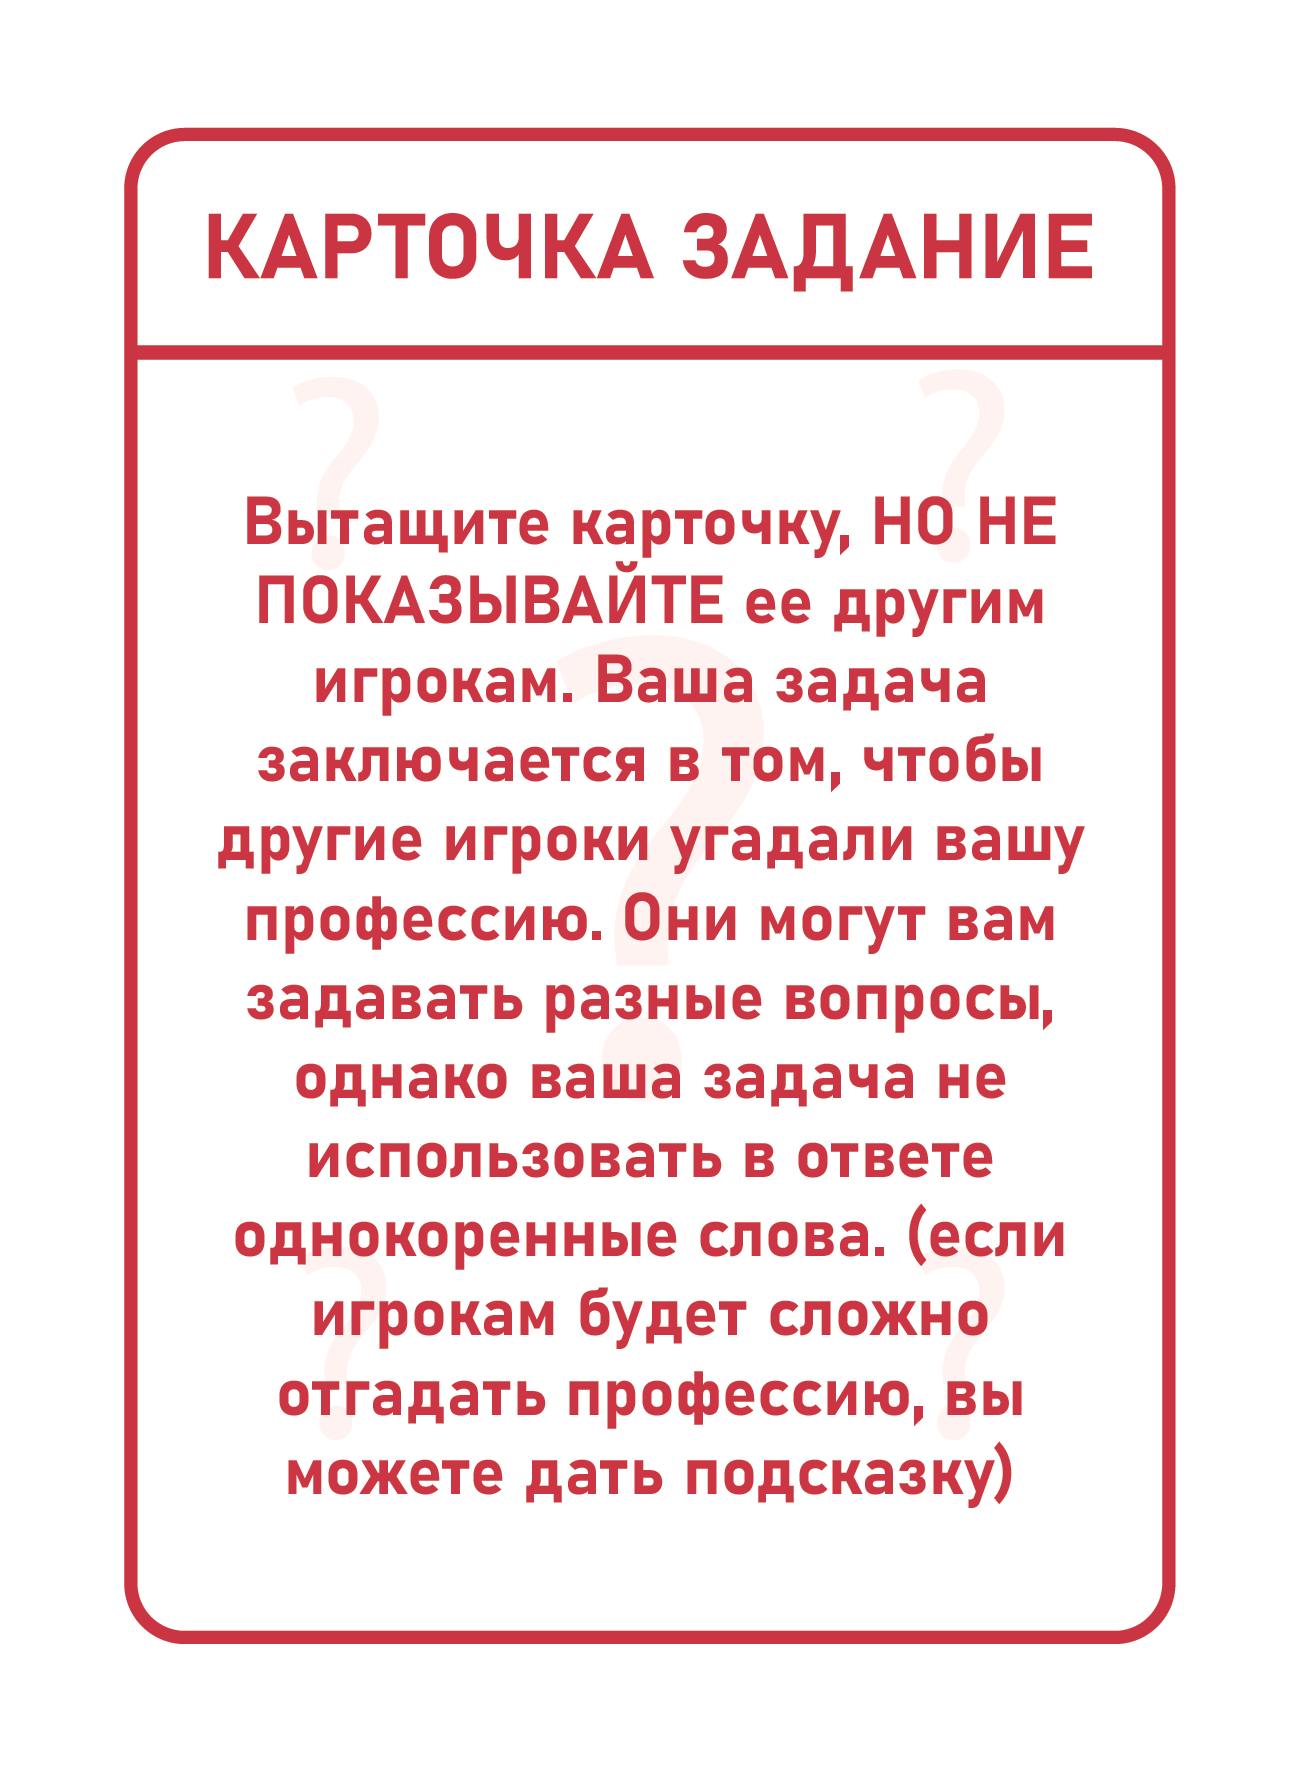 КАРТОЧКА ЗАДАНИЕ
Вытащите карточку, НО НЕ
ПОКАЗЫВАЙТЕ ее другим
игрокам. Ваша задача
заключается в том, чтобы
другие игроки угадали вашу
профессию. Они могут вам
задавать разные вопросы,
однако ваша задача не
использовать в ответе
однокоренные слова. (если
игрокам будет сложно
отгадать профессию, вы
можете дать подсказку)